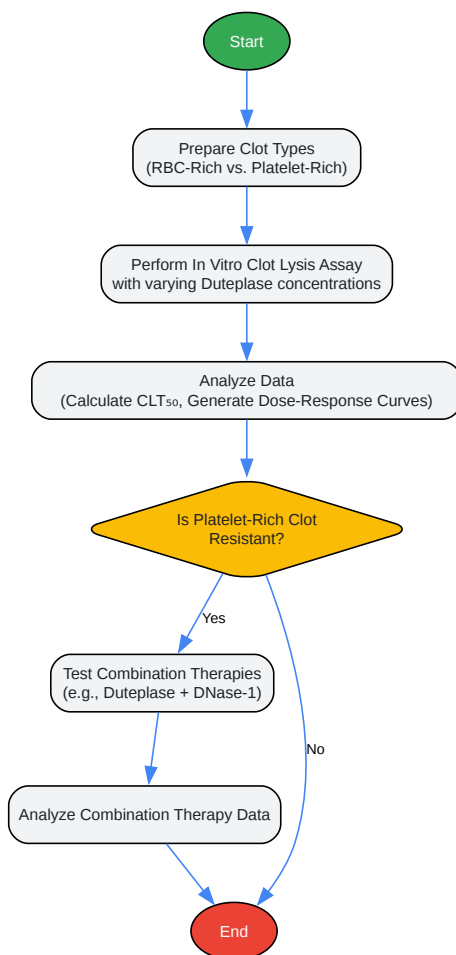 Start
Prepare Clot Types
(RBC-Rich vs. Platelet-Rich)
Perform In Vitro Clot Lysis Assay
with varying Duteplase concentrations
Analyze Data
(Calculate CLT₅₀, Generate Dose-Response Curves)
Is Platelet-Rich Clot
Resistant?
Yes
Test Combination Therapies
(e.g., Duteplase + DNase-1)
No
Analyze Combination Therapy Data
End